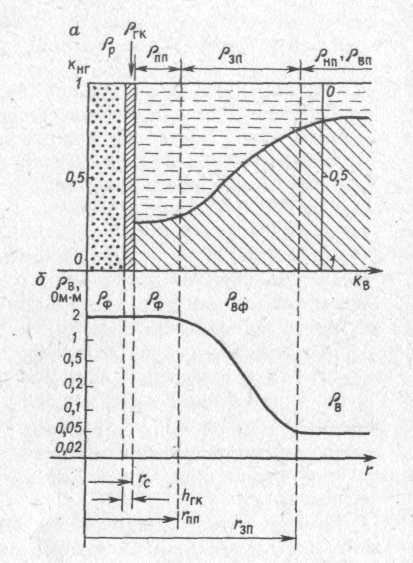 а
ρгк
ρр
ρпп
ρзп
ρнп, ρвп
кнг
1
0
0,5
0,5
0
1
кв
б
ρв,
Ом·м
ρф
ρф
ρвф
2
1
0,5
0,2
0,1
ρв
0,05
0,02
r
rс
hгк
rпп
rзп